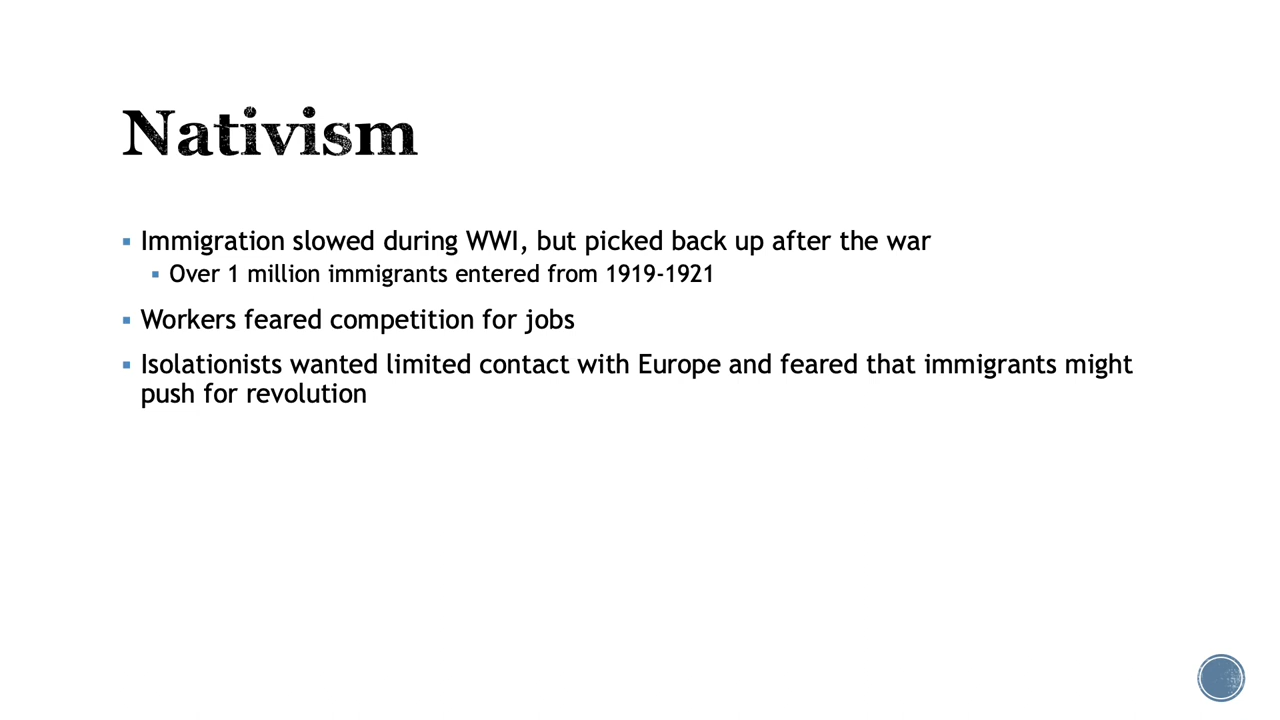 Nativism
Immigration slowed during WWI, but picked back up after the war
Over 1 million immigrants entered from 1919-1921
Workers feared competition for jobs
Isolationists wanted limited contact with Europe and feared that immigrants might
push for revolution